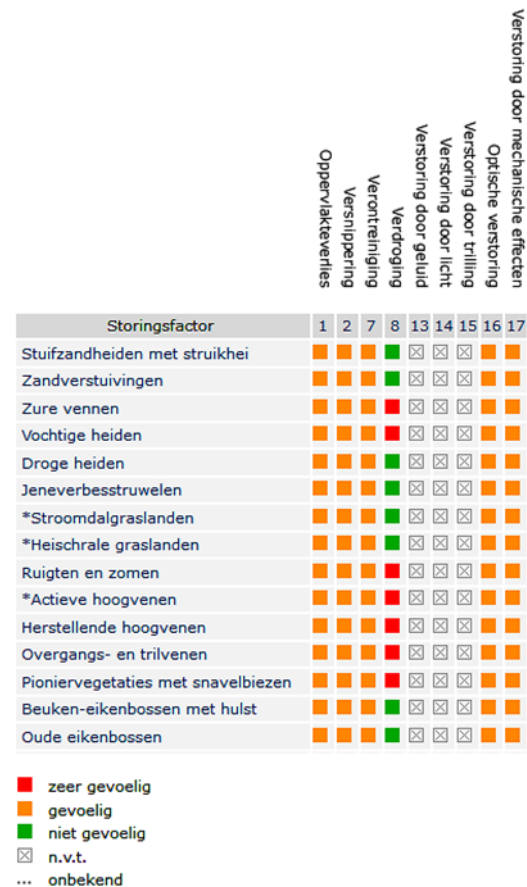 Oppervlakteverlies
Versnippering
Verontreiniging
Verdroging
Verstoring door geluid
Verstoring door licht
Verstoring door trilling
Optische verstoring
Verstoring door mechanische effecten
Storingsfactor 1 2 7 8 13 14 15 16 17
Stuifzandheiden met struikhei
Zandverstuivingen
Zure vennen
Vochtige heiden
Droge heiden
Jeneverbesstruwelen
*Stroomdalgraslanden
*Heischrale graslanden
Ruigten en zomen
*Actieve hoogvenen
Herstellende hoogvenen
Overgangs- en trilvenen
Pioniervegetaties met snavelbiezen
Beuken-eikenbossen met hulst
Oude eikenbossen
zeer gevoelig
gevoelig
niet gevoelig
n.v.t.
... onbekend